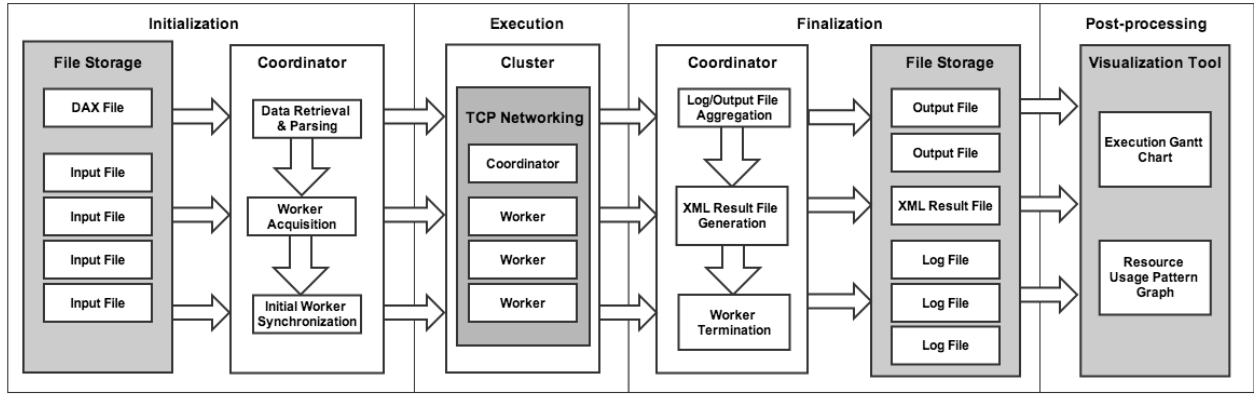 Initialization
Execution
Finalization
Post-processing
File Storage
DAX File
Input File
Input File
Input File
Input File
Coordinator
Data Retrieval
& Parsing
Worker
Acquisition
Initial Worker
Synchronization
Cluster
TCP Networking
Coordinator
Worker
Worker
Worker
Coordinator
Log/Output File
Aggregation
XML Result File
Generation
Worker
Termination
File Storage
Output File
Output File
XML Result File
Log File
Log File
Log File
Visualization Tool
Execution Gantt
Chart
Resource
Usage Pattern
Graph